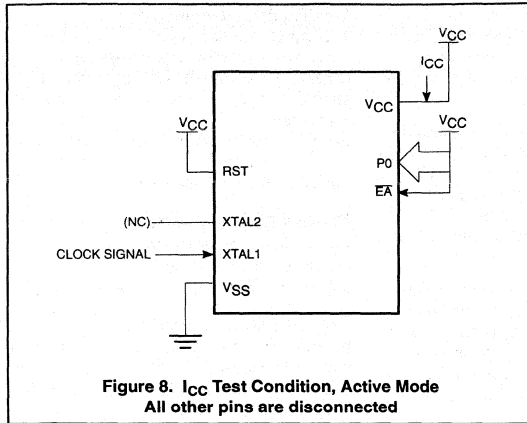 VCC
ICC
VCC
VCC
VCC
RST
P0
EA
(NC)
XTAL2
CLOCK SIGNAL
XTAL1
VSS
Figure 8. ICC Test Condition, Active Mode
All other pins are disconnected